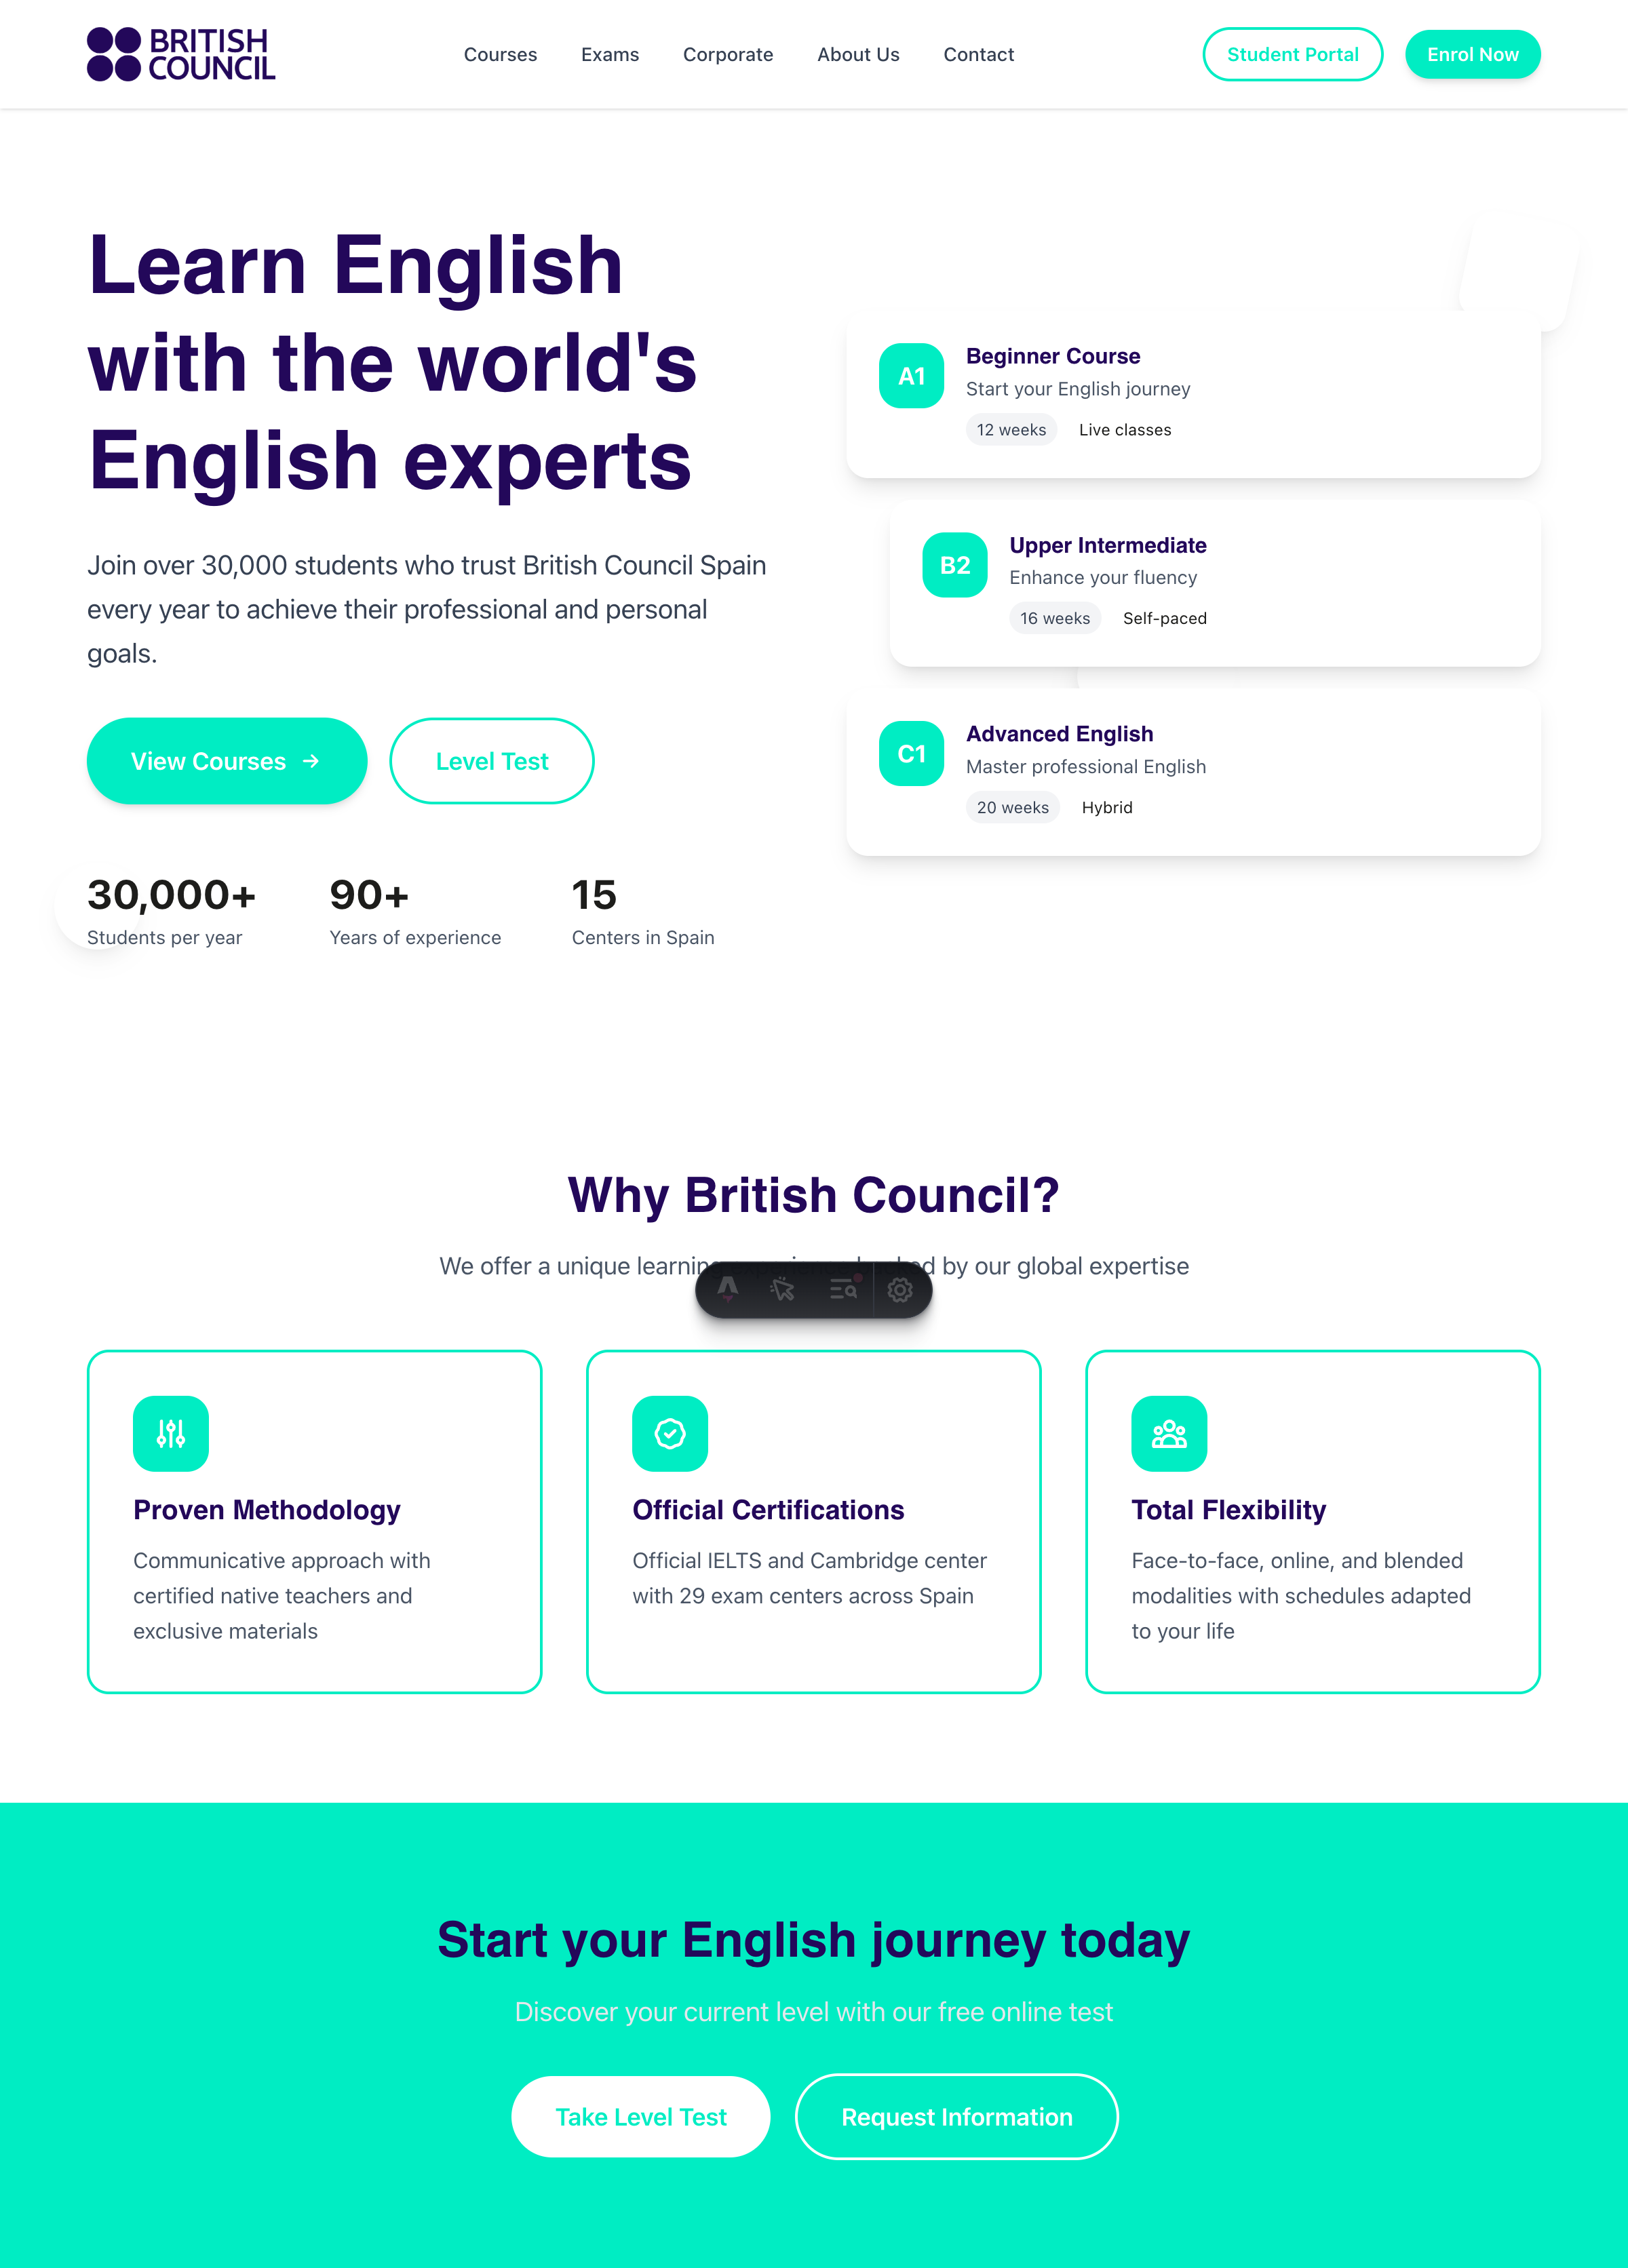 BRITISH
COUNCIL
Courses
Exams
Corporate
About Us
Contact
Student Portal
Enrol Now
Learn English
with the world's
English experts
Join over 30,000 students who trust British Council Spain
every year to achieve their professional and personal
goals.
View Courses →
Level Test
30,000+
Students per year
90+
Years of experience
15
Centers in Spain
A1
Beginner Course
Start your English journey
12 weeks
Live classes
B2
Upper Intermediate
Enhance your fluency
16 weeks
Self-paced
C1
Advanced English
Master professional English
20 weeks
Hybrid
Why British Council?
We offer a unique learning by our global expertise
Proven Methodology
Communicative approach with
certified native teachers and
exclusive materials
Official Certifications
Official IELTS and Cambridge center
with 29 exam centers across Spain
Total Flexibility
Face-to-face, online, and blended
modalities with schedules adapted
to your life
Start your English journey today
Discover your current level with our free online test
Take Level Test
Request Information